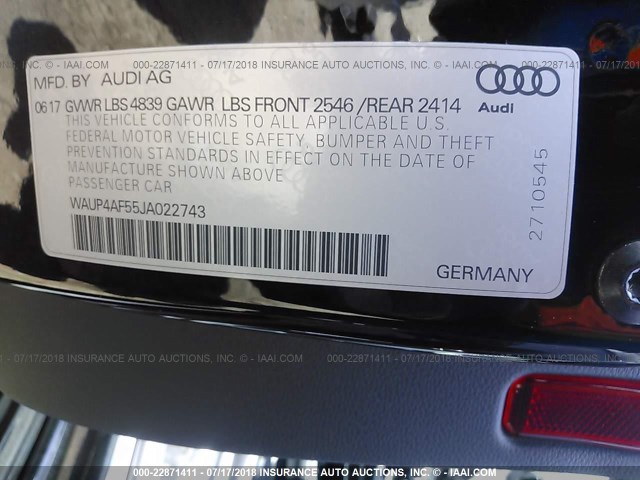 000-22871411 - 07/17/2018 INSURANCE AUTO AUCTIONS, INC. © - IAAI.COM
MFD. BY AUDI AG
0617 GVWR LBS 4839 GAWR LBS FRONT 2546 /REAR 2414
Audi
THIS VEHICLE CONFORMS TO ALL APPLICABLE U.S.
FEDERAL MOTOR VEHICLE SAFETY, BUMPER AND THEFT
PREVENTION STANDARDS IN EFFECT ON THE DATE OF
MANUFACTURE SHOWN ABOVE
PASSENGER CAR
WAUP4AF55JA022743
2710545
GERMANY
000-22871411 - 07/17/2018 INSURANCE AUTO AUCTIONS, INC. © - IAAI.COM
000-22871411 - 07/17/2018 INSURANCE AUTO AUCTIONS, INC. © - IAAI.COM